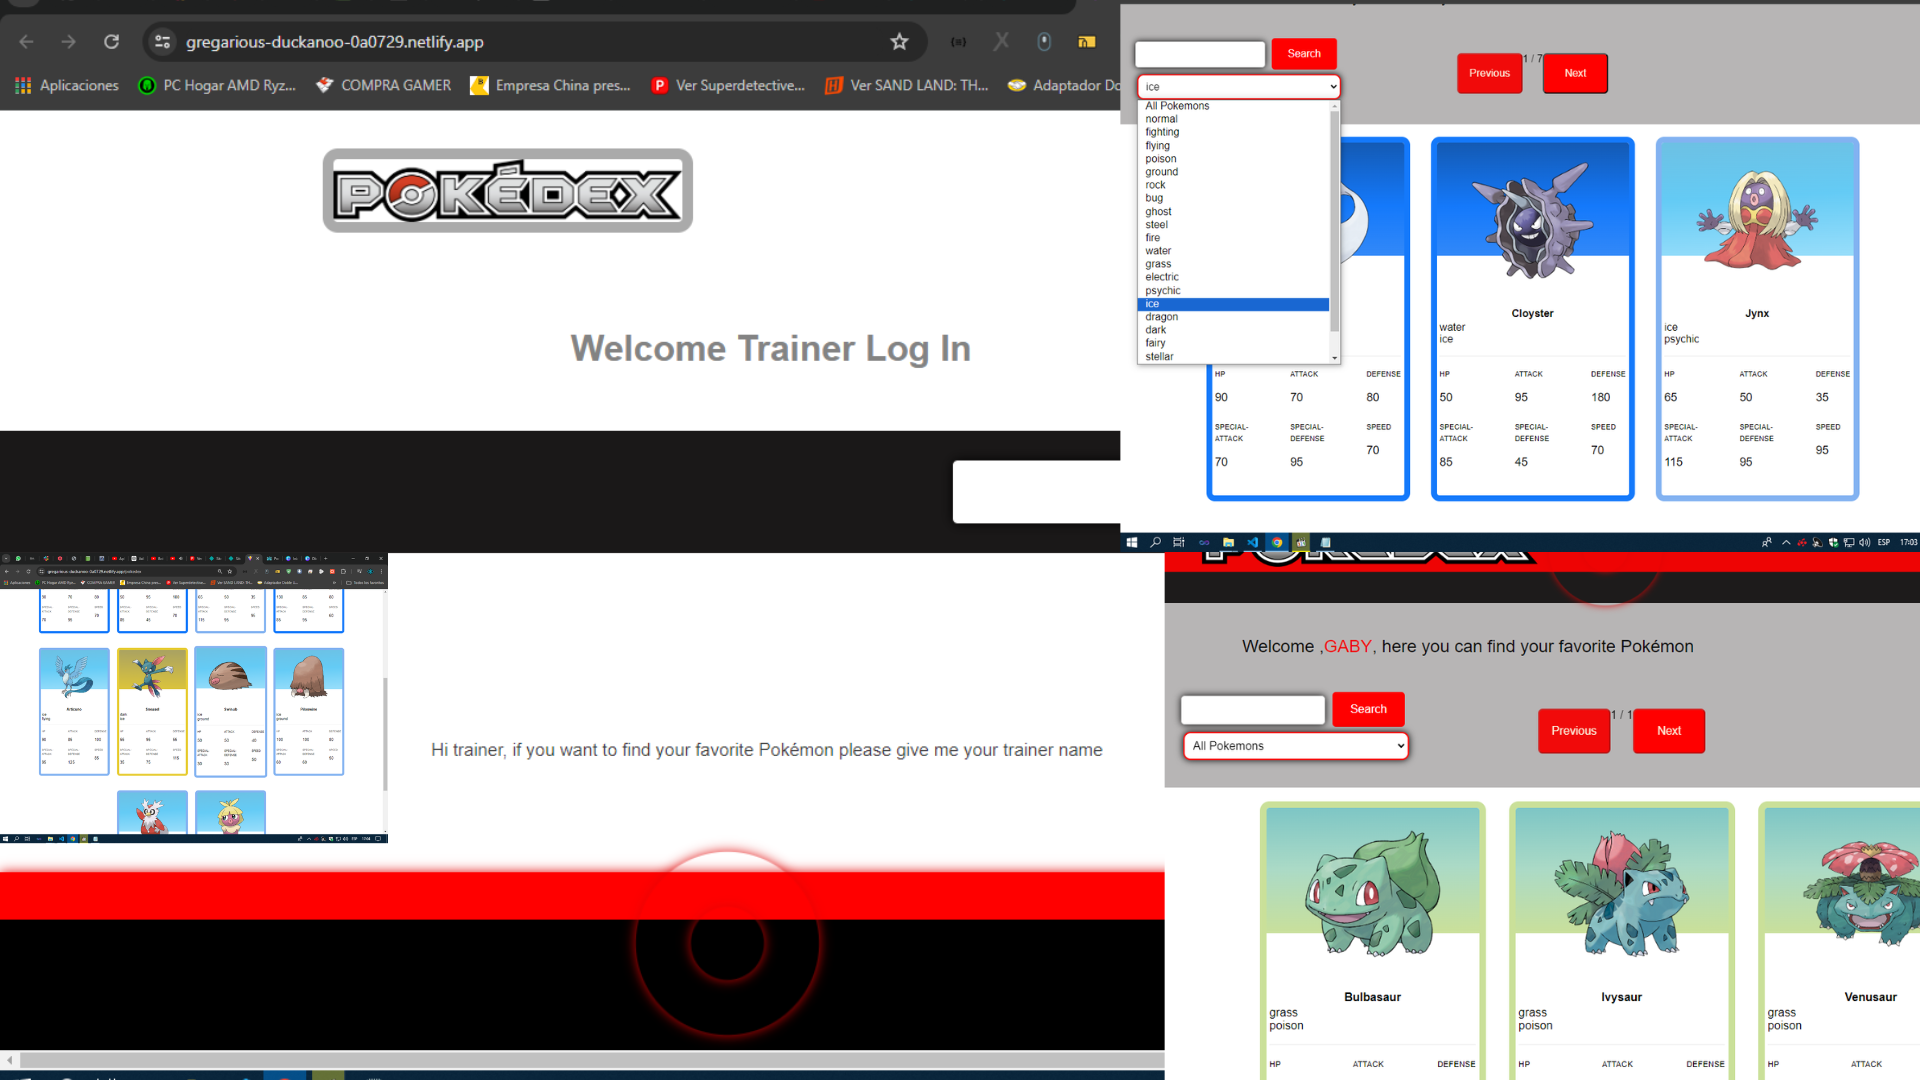 gregarious-duckanoo-0a0729.netlify.app
Aplicaciones
PC Hogar AMD Ryz...
COMPRA GAMER
Empresa China pres...
Ver Superdetective...
Ver SAND LAND: TH...
Adaptador Do
POKÉDEX
Welcome Trainer Log In
Search
Previous
1 / 7
Next
ice
All Pokemons
normal
fighting
flying
poison
ground
rock
bug
ghost
steel
fire
water
grass
electric
psychic
ice
dragon
dark
fairy
stellar
HP ATTACK DEFENSE
90 70 80
SPECIAL-ATTACK SPECIAL-DEFENSE SPEED
70 95 70
Cloyster
water
ice
HP ATTACK DEFENSE
50 95 180
SPECIAL-ATTACK SPECIAL-DEFENSE SPEED
85 45 70
Jynx
ice
psychic
HP ATTACK DEFENSE
65 50 35
SPECIAL-ATTACK SPECIAL-DEFENSE SPEED
115 95 95
ESP 17:03
Articuno
Sneasel
Swinub
Piloswine
Hi trainer, if you want to find your favorite Pokémon please give me your trainer name
Welcome ,GABY, here you can find your favorite Pokémon
Search
All Pokemons
Previous
1 / 1
Next
Bulbasaur
grass
poison
HP ATTACK DEFENSE
Ivysaur
grass
poison
HP ATTACK DEFENSE
Venusaur
grass
poison
HP ATTACK